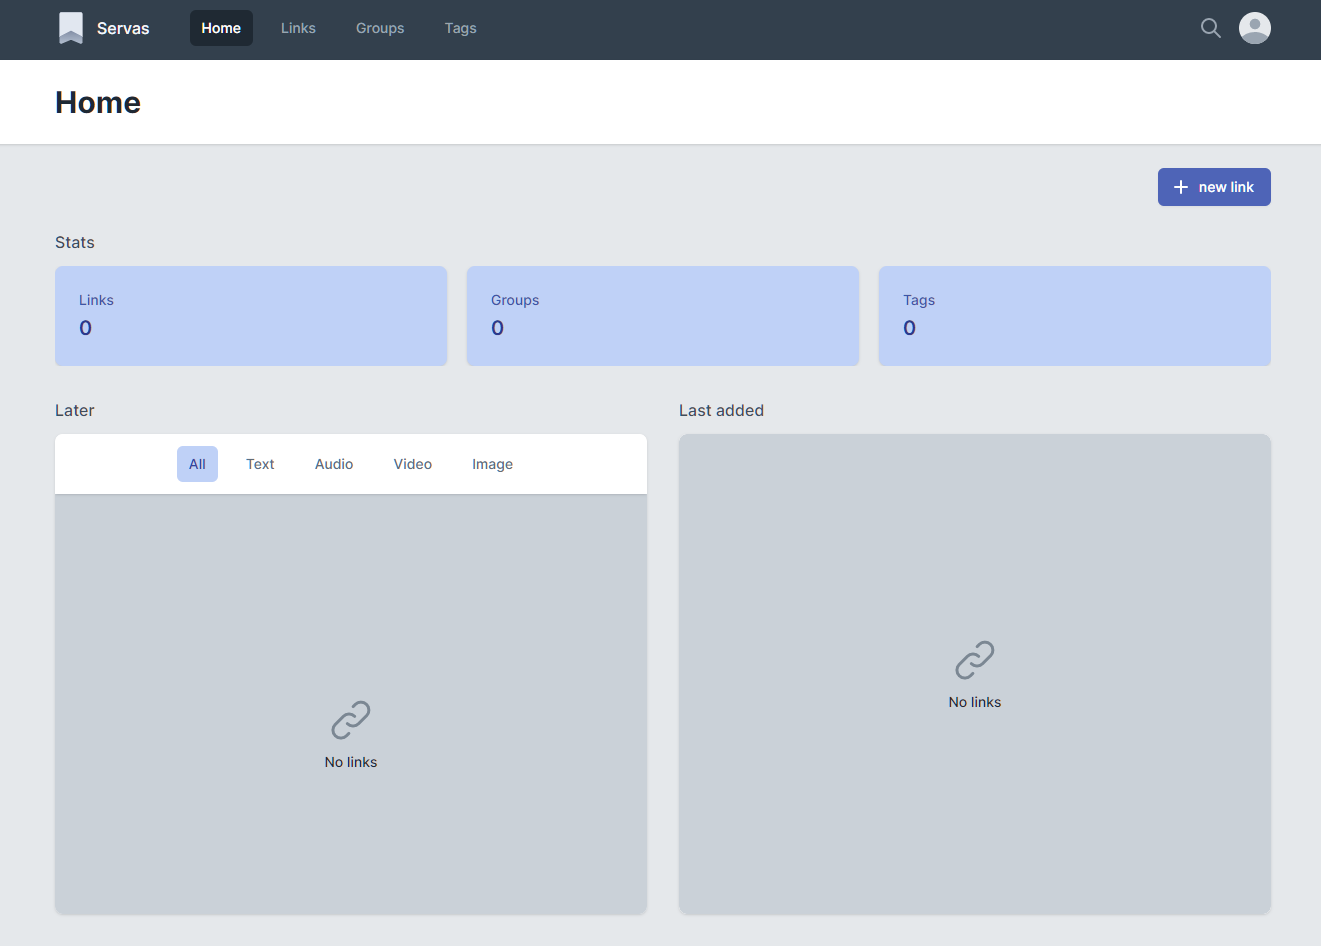 Servas Home Links Groups Tags
Home
new link
Stats
Links Groups Tags
0 0 0
Later Last added
All Text Audio Video Image
No links
No links